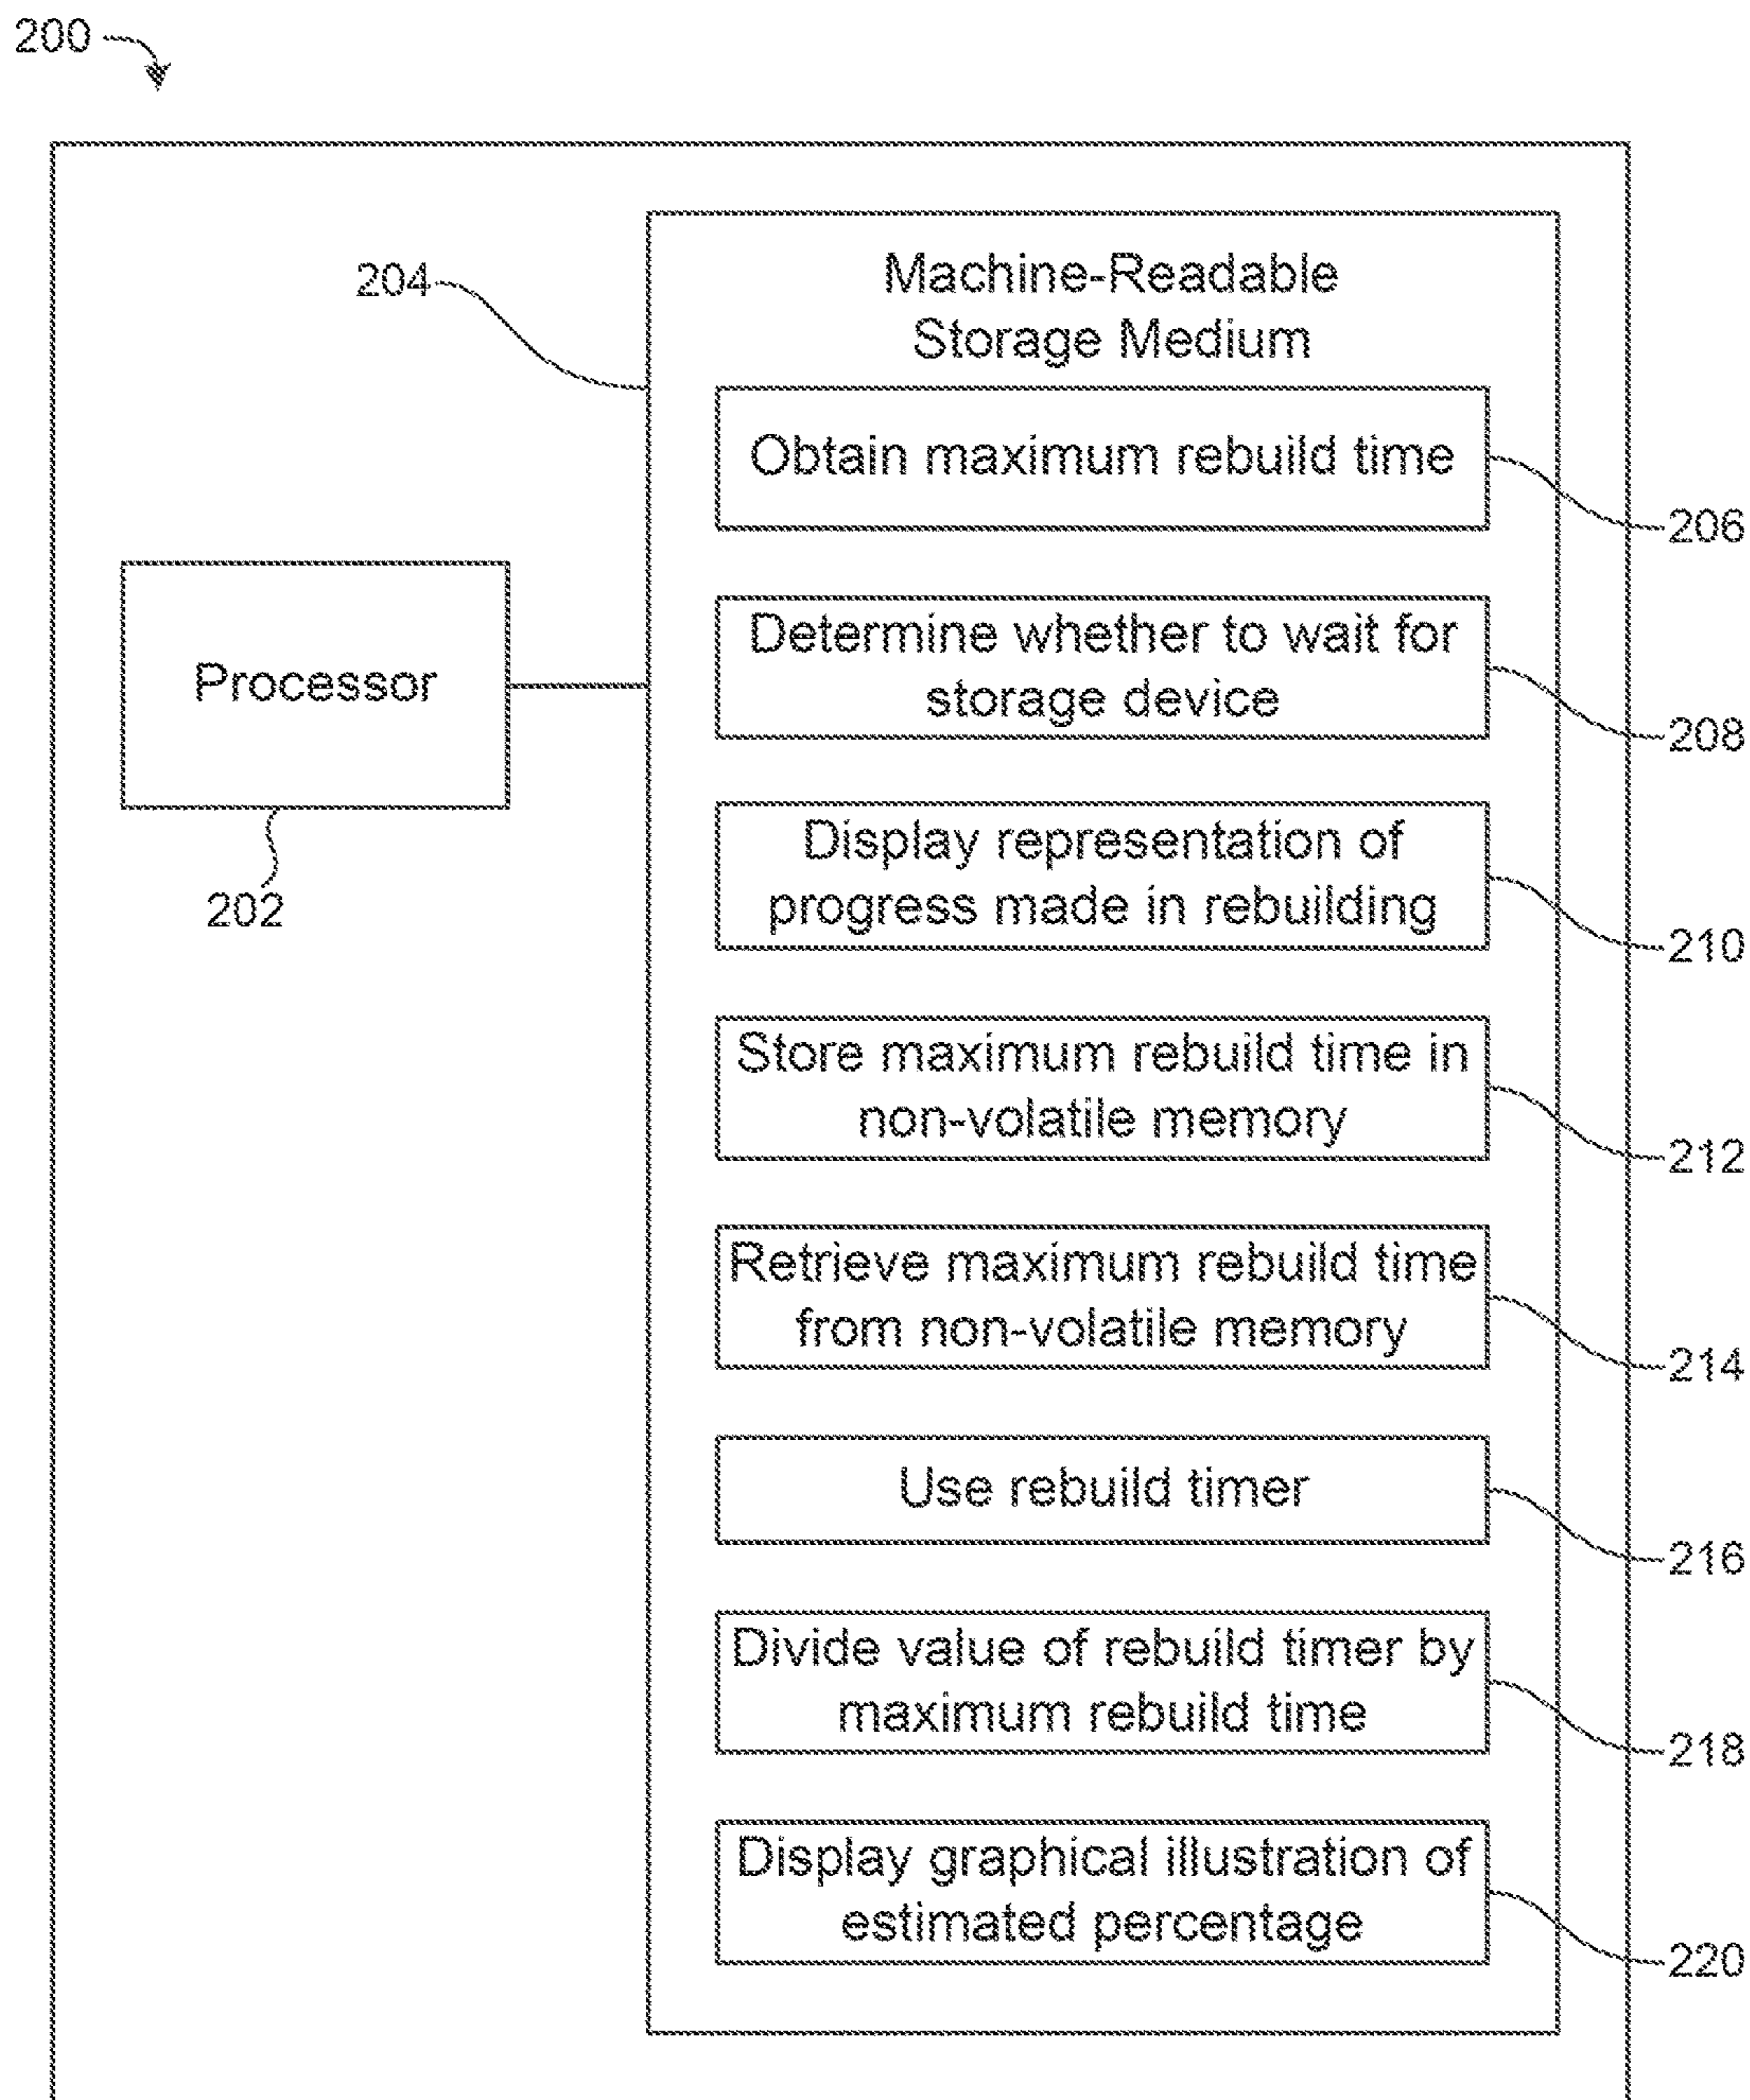 200
204
Machine-Readable
Storage Medium
Obtain maximum rebuild time
206
Determine whether to wait for
storage device
208
Processor
202
Display representation of
progress made in rebuilding
210
Store maximum rebuild time in
non-volatile memory
212
Retrieve maximum rebuild time
from non-volatile memory
214
Use rebuild timer
216
Divide value of rebuild timer by
maximum rebuild time
218
Display graphical illustration of
estimated percentage
220